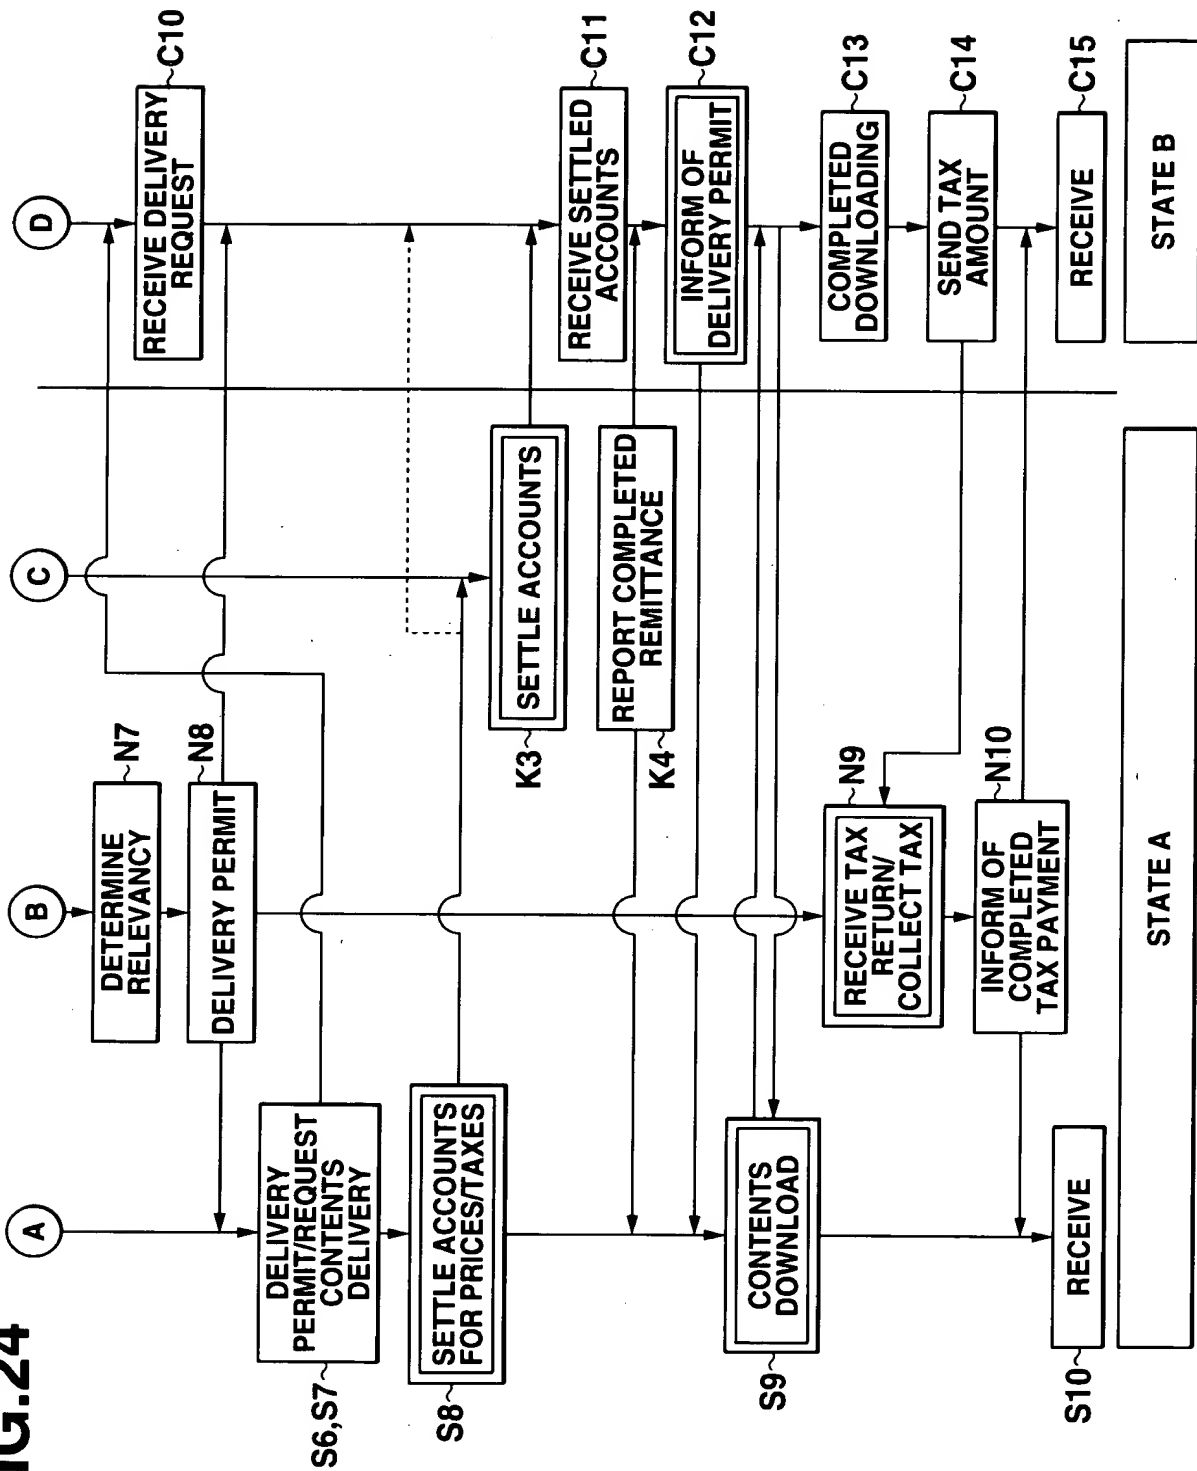 FIG.24
A
B
C
D
DETERMINE
RELEVANCY
N7
DELIVERY PERMIT
N8
RECEIVE DELIVERY
REQUEST
C10
DELIVERY
PERMIT/REQUEST
CONTENTS
DELIVERY
S6,S7
SETTLE ACCOUNTS
FOR PRICES/TAXES
S8
SETTLE ACCOUNTS
K3
RECEIVE SETTLED
ACCOUNTS
C11
REPORT COMPLETED
REMITTANCE
K4
INFORM OF
DELIVERY PERMIT
C12
CONTENTS
DOWNLOAD
S9
COMPLETED
DOWNLOADING
C13
RECEIVE TAX
RETURN/
COLLECT TAX
N9
SEND TAX
AMOUNT
C14
INFORM OF
COMPLETED
TAX PAYMENT
N10
RECEIVE
S10
RECEIVE
C15
STATE A
STATE B